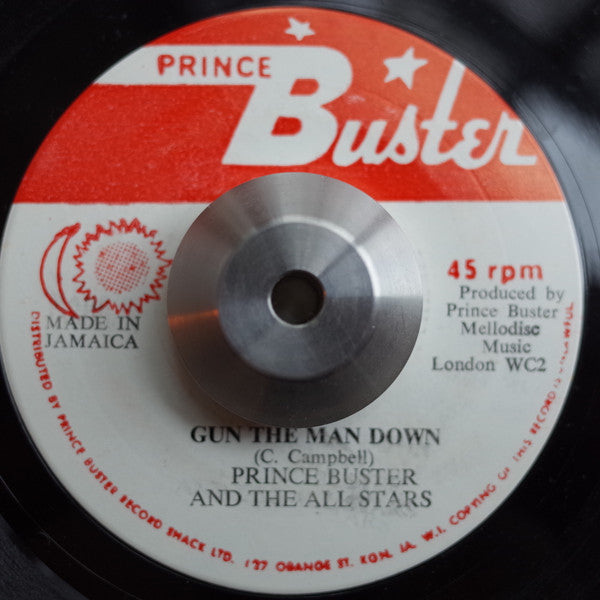 PRINCE
Buster
45 rpm
Produced by
Prince Buster
Mellodisc
Music
London WC2
MADE IN
JAMAICA
GUN THE MAN DOWN
(C. Campbell)
PRINCE BUSTER
AND THE ALL STARS
DISTRIBUTED BY PRINCE BUSTER RECORD SHACK LTD. 127 ORANGE ST. KGN. JA. W.I. COPYING OF THIS RECORD IS